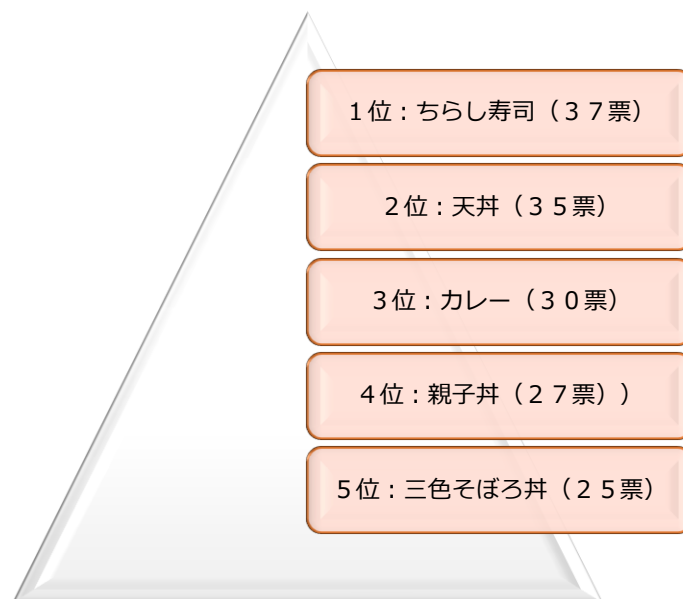 1位：ちらし寿司（３７票）
２位：天丼（３５票）
３位：カレー（３０票）
４位：親子丼（２７票））
５位：三色そぼろ丼（２５票）